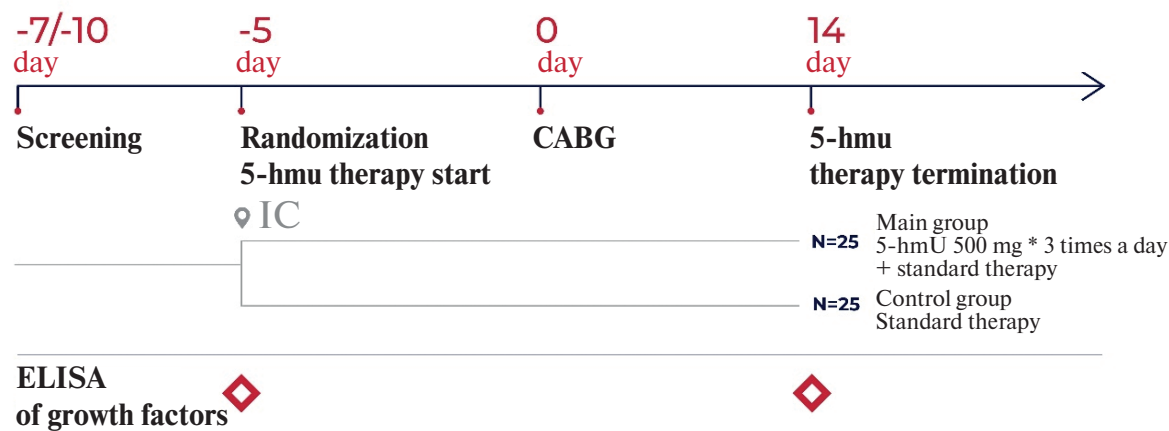 -7/-10
day
-5
day
0
day
14
day
Screening
Randomization
5-hmu therapy start
CABG
5-hmu
therapy termination
IC
N=25
Main group
5-hmU 500 mg * 3 times a day
+ standard therapy
N=25
Control group
Standard therapy
ELISA
of growth factors